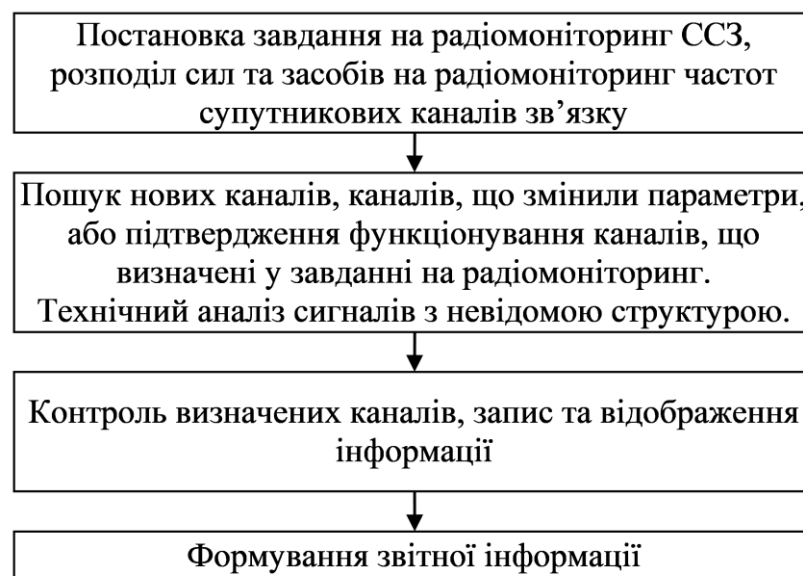 Постановка завдання на радіомоніторинг ССЗ,
розподіл сил та засобів на радіомоніторинг частот
супутникових каналів зв’язку
Пошук нових каналів, каналів, що змінили параметри,
або підтвердження функціонування каналів, що
визначені у завданні на радіомоніторинг.
Технічний аналіз сигналів з невідомою структурою.
Контроль визначених каналів, запис та відображення
інформації
Формування звітної інформації